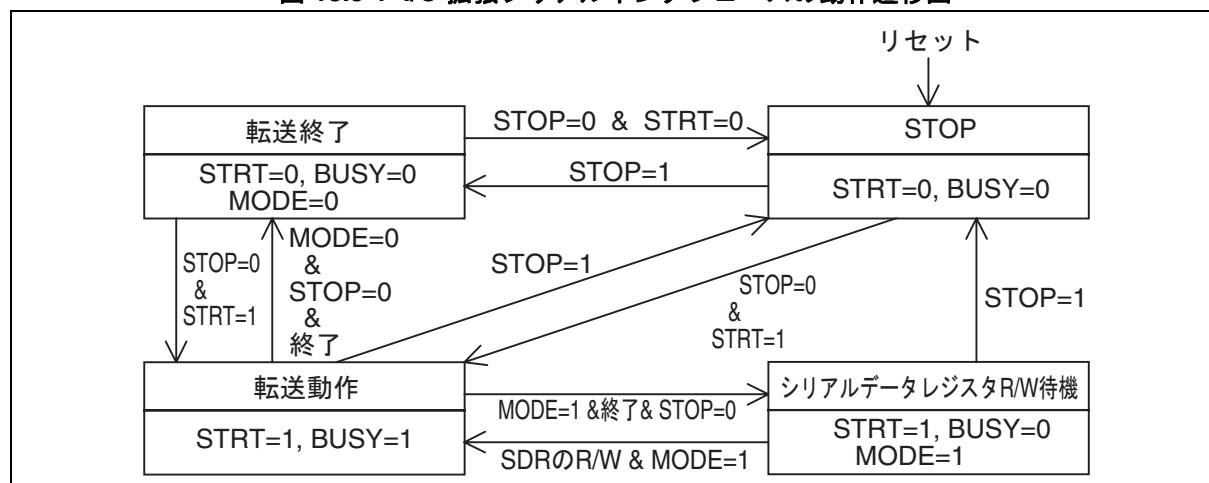 リセット
転送終了
STRT=0, BUSY=0
MODE=0
STOP=0 & STRT=0
STOP=1
STOP
STRT=0, BUSY=0
STOP=0
&
STRT=1
MODE=0
&
STOP=0
&
終了
STOP=1
STOP=0
&
STRT=1
STOP=1
転送動作
STRT=1, BUSY=1
MODE=1 &終了& STOP=0
SDRのR/W & MODE=1
シリアルデータレジスタR/W待機
STRT=1, BUSY=0
MODE=1